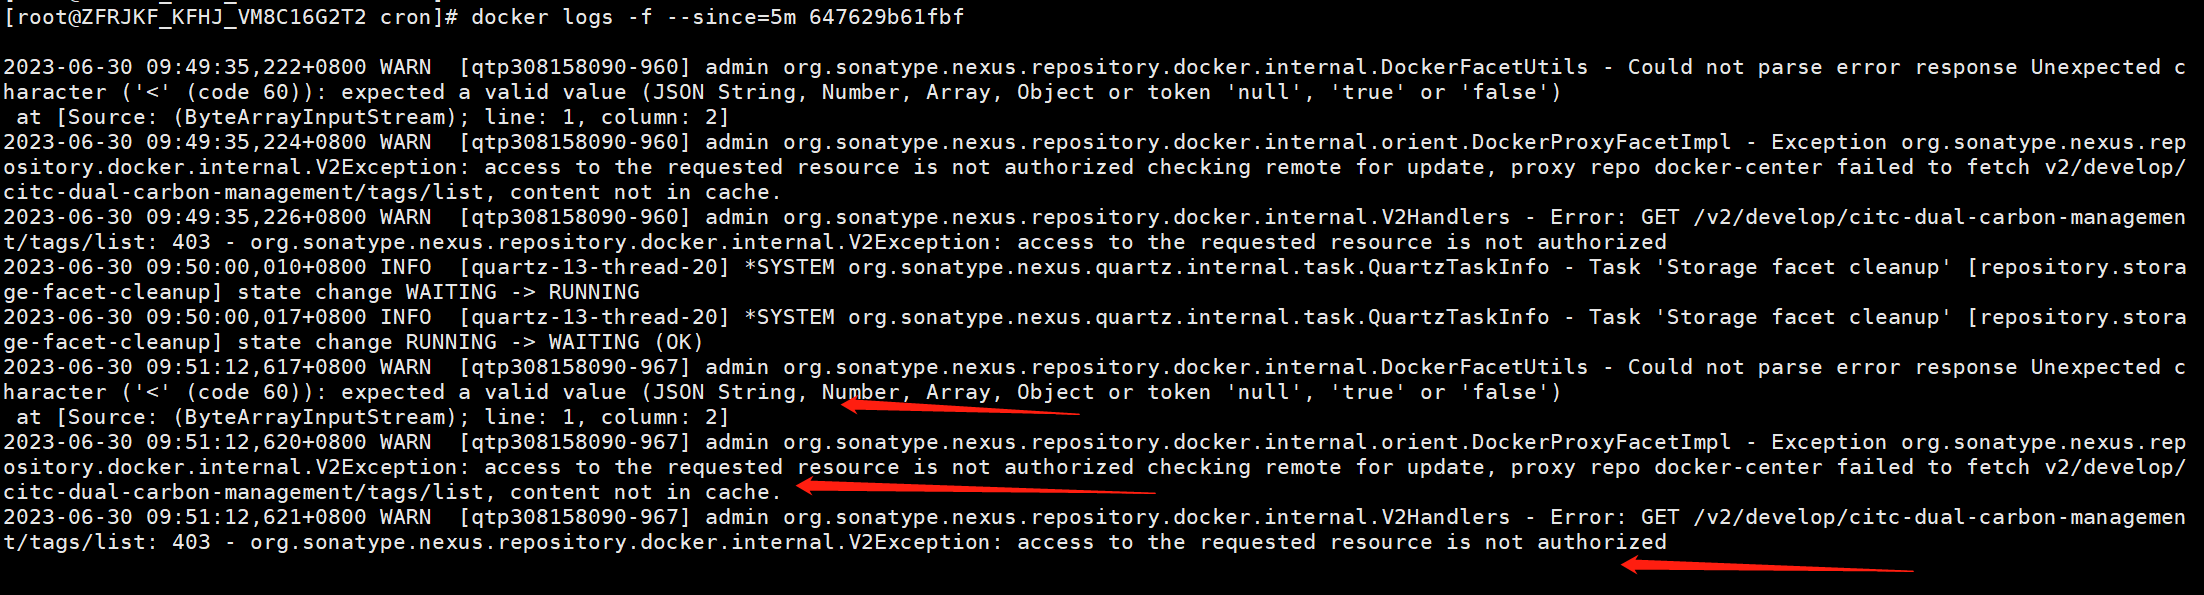 [root@ZFRJKF_KFHJ_VM8C16G2T2 cron]# docker logs -f --since=5m 647629b61fbf
2023-06-30 09:49:35,222+0800 WARN  [qtp308158090-960] admin org.sonatype.nexus.repository.docker.internal.DockerFacetUtils - Could not parse error response Unexpected c
haracter ('<' (code 60)): expected a valid value (JSON String, Number, Array, Object or token 'null', 'true' or 'false')
 at [Source: (ByteArrayInputStream); line: 1, column: 2]
2023-06-30 09:49:35,224+0800 WARN  [qtp308158090-960] admin org.sonatype.nexus.repository.docker.internal.orient.DockerProxyFacetImpl - Exception org.sonatype.nexus.rep
ository.docker.internal.V2Exception: access to the requested resource is not authorized checking remote for update, proxy repo docker-center failed to fetch v2/develop/
citc-dual-carbon-management/tags/list, content not in cache.
2023-06-30 09:49:35,226+0800 WARN  [qtp308158090-960] admin org.sonatype.nexus.repository.docker.internal.V2Handlers - Error: GET /v2/develop/citc-dual-carbon-managemen
t/tags/list: 403 - org.sonatype.nexus.repository.docker.internal.V2Exception: access to the requested resource is not authorized
2023-06-30 09:50:00,010+0800 INFO  [quartz-13-thread-20] *SYSTEM org.sonatype.nexus.quartz.internal.task.QuartzTaskInfo - Task 'Storage facet cleanup' [repository.stora
ge-facet-cleanup] state change WAITING -> RUNNING
2023-06-30 09:50:00,017+0800 INFO  [quartz-13-thread-20] *SYSTEM org.sonatype.nexus.quartz.internal.task.QuartzTaskInfo - Task 'Storage facet cleanup' [repository.stora
ge-facet-cleanup] state change RUNNING -> WAITING (OK)
2023-06-30 09:51:12,617+0800 WARN  [qtp308158090-967] admin org.sonatype.nexus.repository.docker.internal.DockerFacetUtils - Could not parse error response Unexpected c
haracter ('<' (code 60)): expected a valid value (JSON String, Number, Array, Object or token 'null', 'true' or 'false')
 at [Source: (ByteArrayInputStream); line: 1, column: 2]
2023-06-30 09:51:12,620+0800 WARN  [qtp308158090-967] admin org.sonatype.nexus.repository.docker.internal.orient.DockerProxyFacetImpl - Exception org.sonatype.nexus.rep
ository.docker.internal.V2Exception: access to the requested resource is not authorized checking remote for update, proxy repo docker-center failed to fetch v2/develop/
citc-dual-carbon-management/tags/list, content not in cache.
2023-06-30 09:51:12,621+0800 WARN  [qtp308158090-967] admin org.sonatype.nexus.repository.docker.internal.V2Handlers - Error: GET /v2/develop/citc-dual-carbon-managemen
t/tags/list: 403 - org.sonatype.nexus.repository.docker.internal.V2Exception: access to the requested resource is not authorized